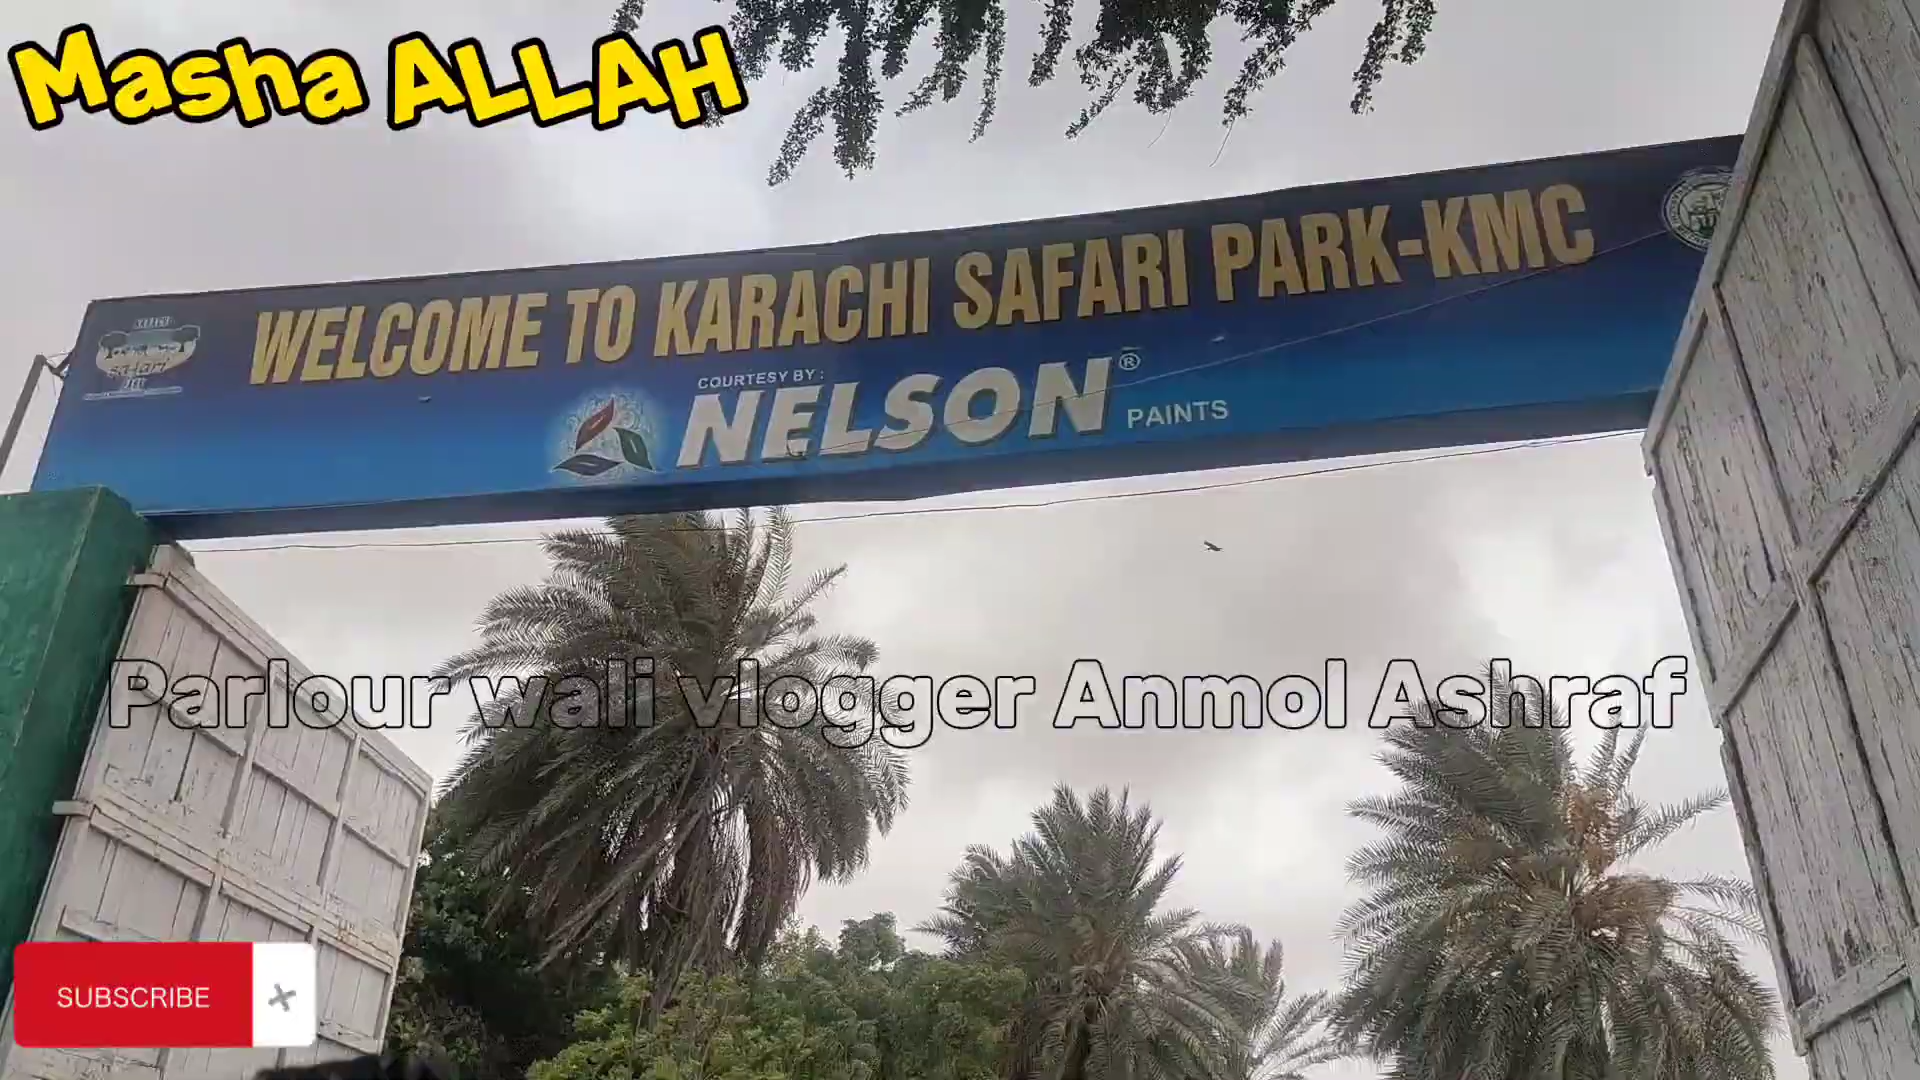 Masha ALLAH
WELCOME TO KARACHI SAFARI PARK-KMC
COURTESY BY :
NELSON®
PAINTS
Parlour wali vlogger Anmol Ashraf
SUBSCRIBE